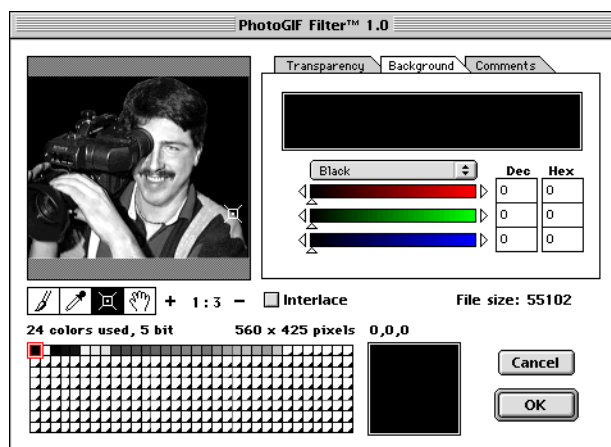 PhotoGIF Filter™ 1.0
Transparency Background Comments
Black
Dec Hex
0 0
0 0
0 0
+ 1:3 − Interlace File size: 55102
24 colors used, 5 bit 560 x 425 pixels 0,0,0
Cancel
OK